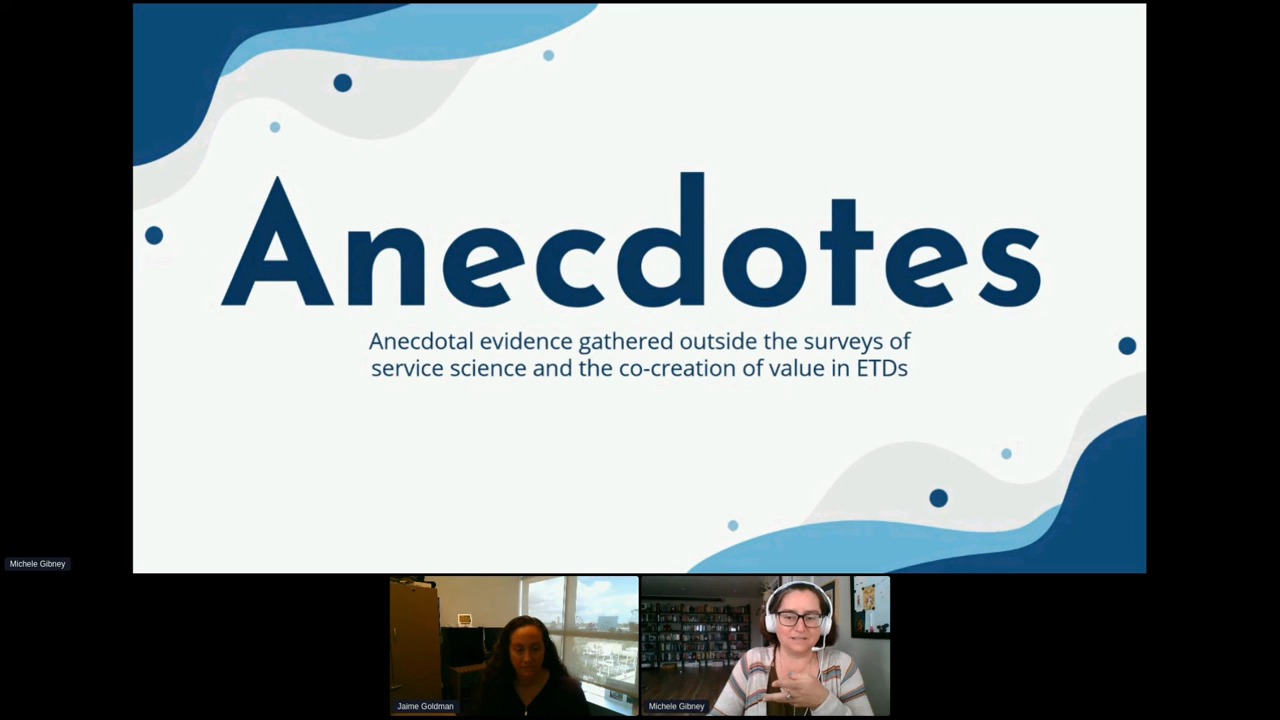 Anecdotes
Anecdotal evidence gathered outside the surveys of
service science and the co-creation of value in ETDs
Michele Gibney
Jaime Goldman
Michele Gibney